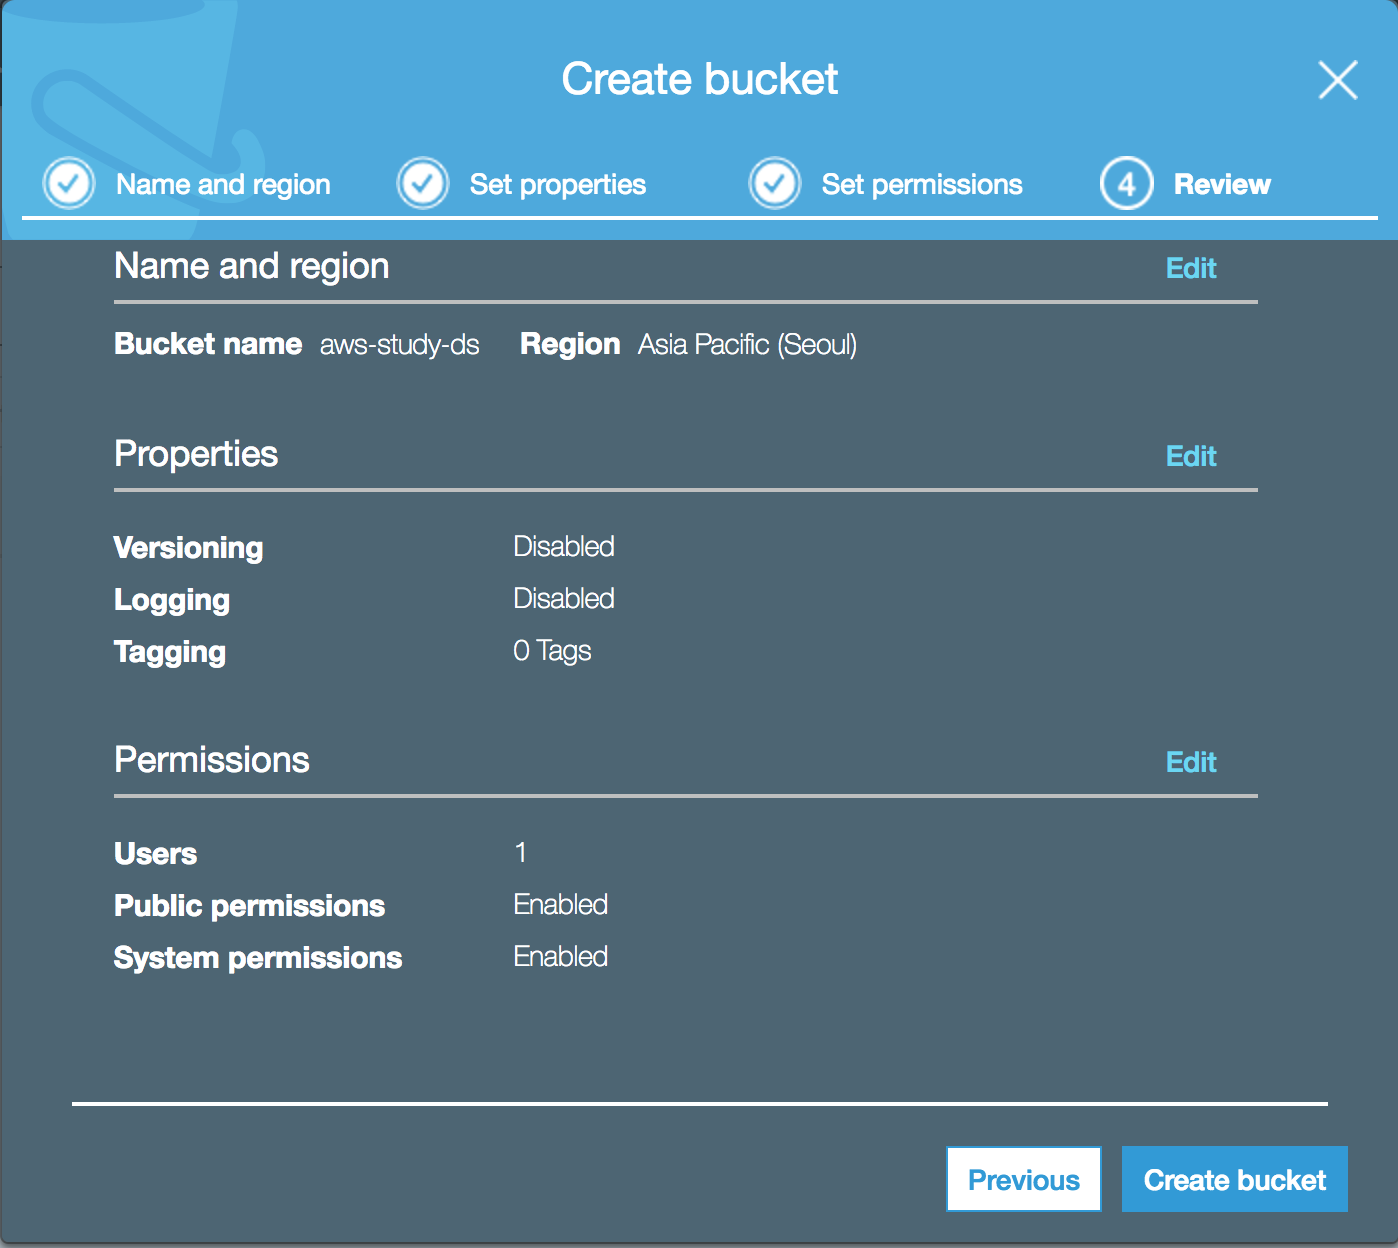 Create bucket
Name and region Set properties Set permissions 4 Review
Name and region Edit
Bucket name aws-study-ds Region Asia Pacific (Seoul)
Properties Edit
Versioning Disabled
Logging Disabled
Tagging 0 Tags
Permissions Edit
Users 1
Public permissions Enabled
System permissions Enabled
Previous Create bucket